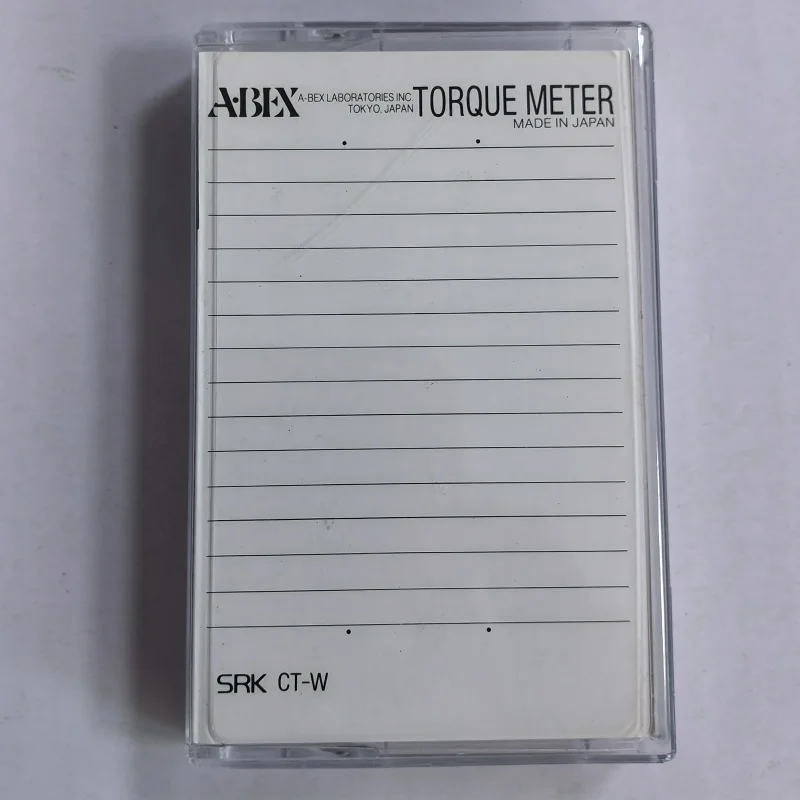 A·BEX A-BEX LABORATORIES INC. TORQUE METER
TOKYO, JAPAN
MADE IN JAPAN
SRK CT-W